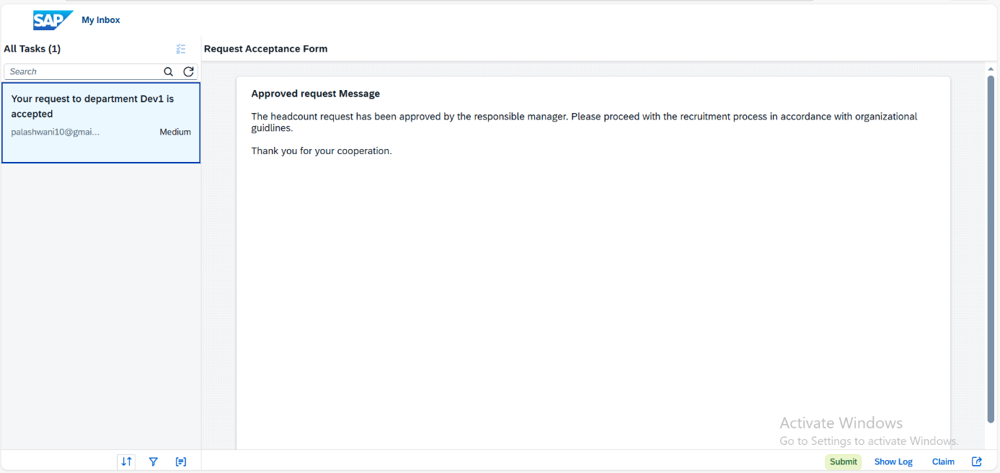 SAP My Inbox
All Tasks (1)
Request Acceptance Form
Search
Your request to department Dev1 is
accepted
palashwani10@gmai... Medium
Approved request Message
The headcount request has been approved by the responsible manager. Please proceed with the recruitment process in accordance with organizational
guidlines.
Thank you for your cooperation.
Activate Windows
Go to Settings to activate Windows.
Submit Show Log Claim